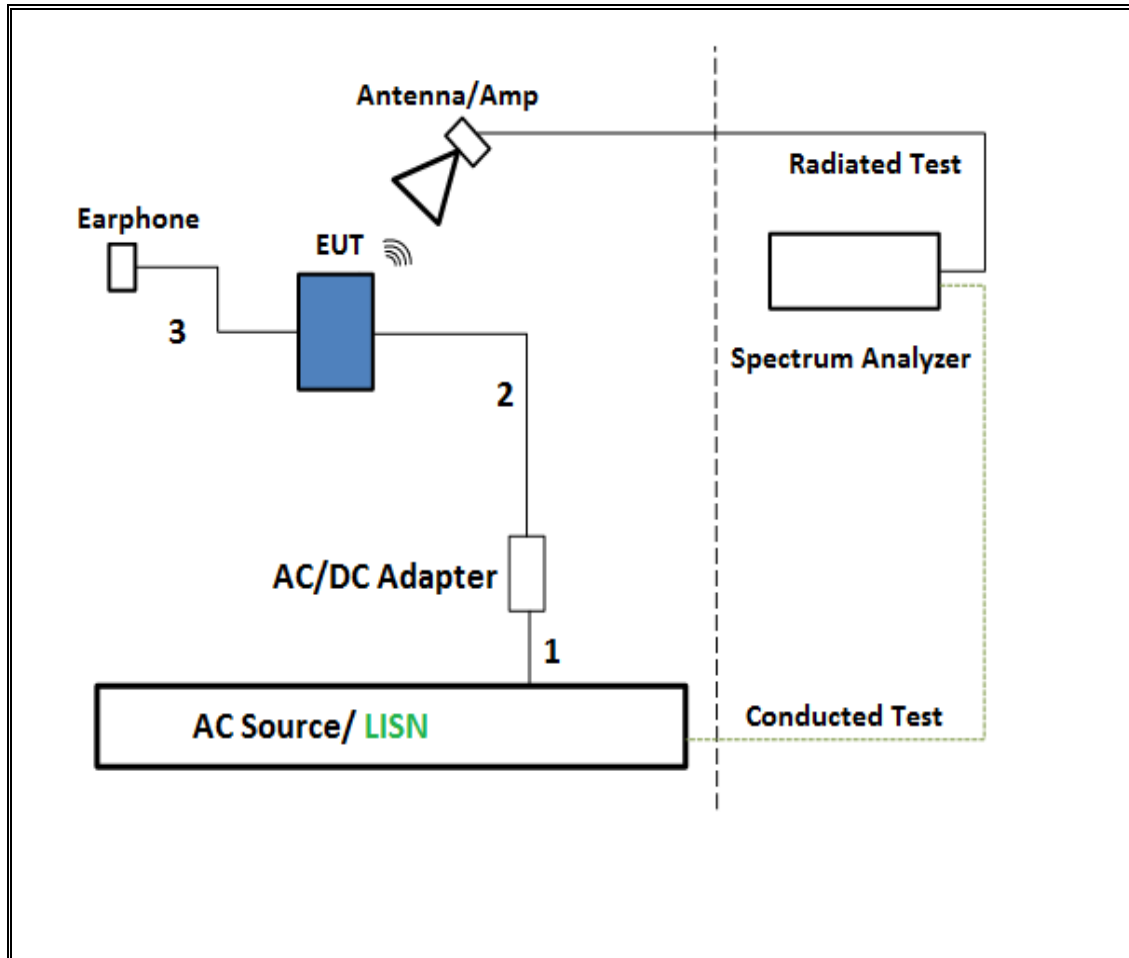 Antenna/Amp
Radiated Test
Earphone
EUT
3
Spectrum Analyzer
2
AC/DC Adapter
1
AC Source/ LISN
Conducted Test